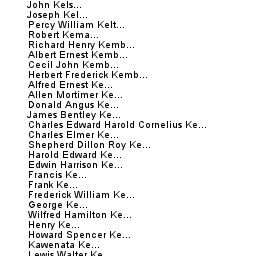 John Kels...
Joseph Kel...
Percy William Kelt...
Robert Kema...
Richard Henry Kemb...
Albert Ernest Kemb...
Cecil John Kemb...
Herbert Frederick Kemb...
Alfred Ernest Ke...
Allen Mortimer Ke...
Donald Angus Ke...
James Bentley Ke...
Charles Edward Harold Cornelius Ke...
Charles Elmer Ke...
Shepherd Dillon Roy Ke...
Harold Edward Ke...
Edwin Harrison Ke...
Francis Ke...
Frank Ke...
Frederick William Ke...
George Ke...
Wilfred Hamilton Ke...
Henry Ke...
Howard Spencer Ke...
Kawenata Ke...
Lewis Walter Ke